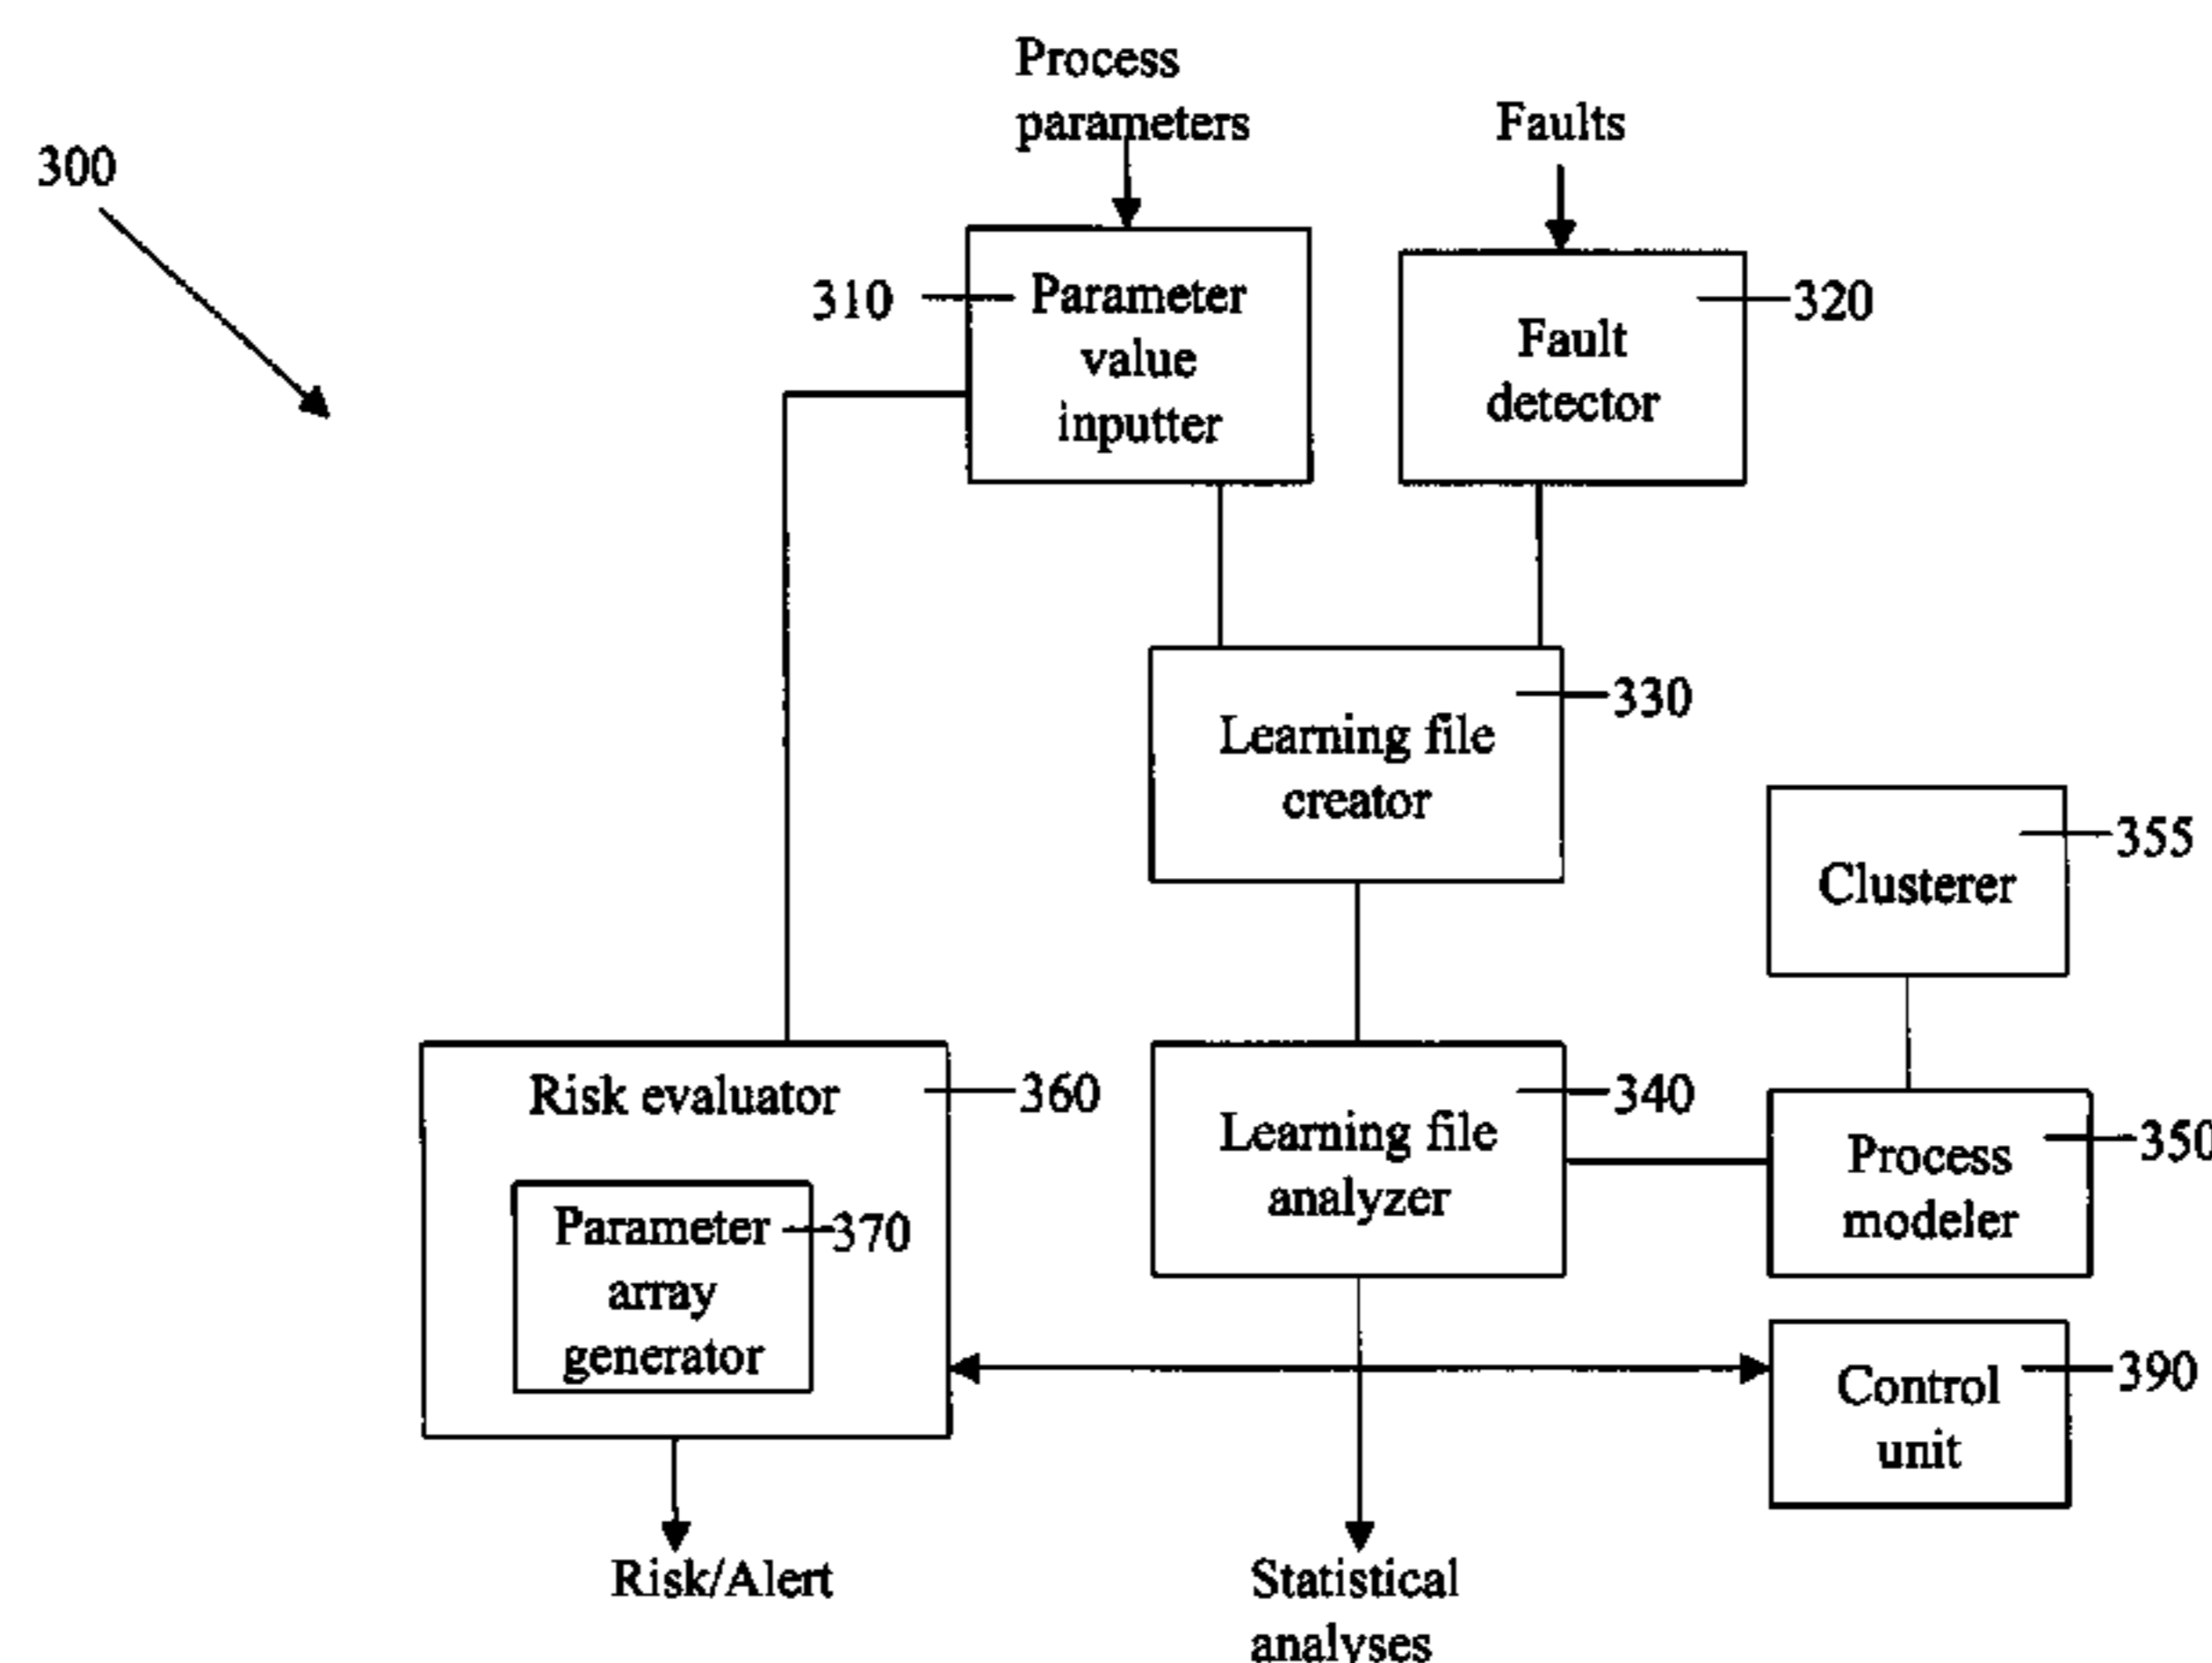 Process
parameters
Faults
300
310
Parameter
value
inputter
320
Fault
detector
330
Learning file
creator
355
Clusterer
Risk evaluator
360
340
Learning file
analyzer
350
Process
modeler
Parameter
370
array
generator
390
Control
unit
Risk/Alert
Statistical
analyses